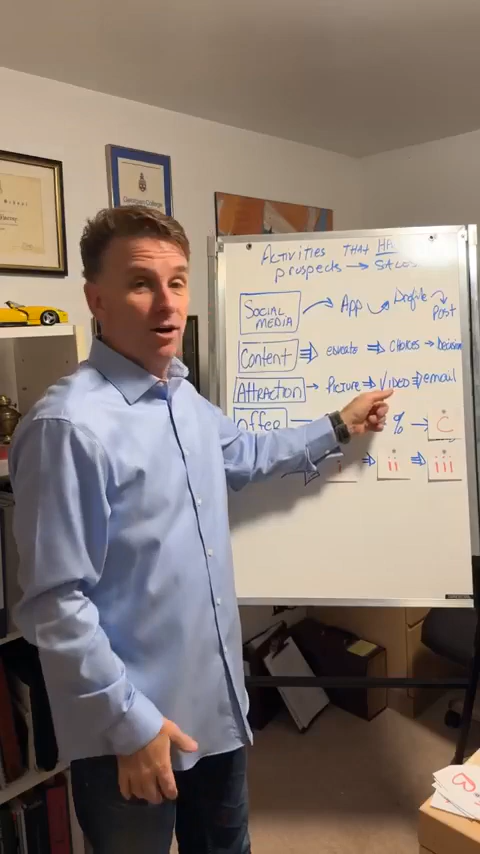 ACTIVITIES THAT HA
prospects → SALES
SOCIAL MEDIA → App → Profile → Post
Content ⇒ educate ⇒ CHOICES → Decision
ATTRACTION → PICTURE ⇒ VIDEO ⇒ email
Offer % → C
i ⇒ ii ⇒ iii
Georgian College
B